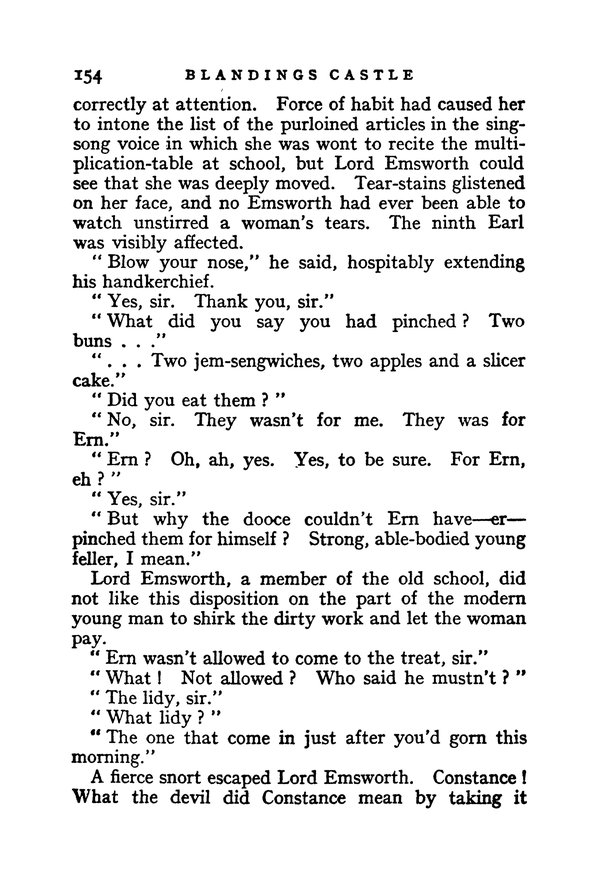 154 BLANDINGS CASTLE
correctly at attention. Force of habit had caused her
to intone the list of the purloined articles in the sing-
song voice in which she was wont to recite the multi-
plication-table at school, but Lord Emsworth could
see that she was deeply moved. Tear-stains glistened
on her face, and no Emsworth had ever been able to
watch unstirred a woman's tears. The ninth Earl
was visibly affected.
"Blow your nose," he said, hospitably extending
his handkerchief.
"Yes, sir. Thank you, sir."
"What did you say you had pinched? Two
buns . . ."
". . . Two jem-sengwiches, two apples and a slicer
cake."
"Did you eat them?"
"No, sir. They wasn't for me. They was for
Ern."
"Ern? Oh, ah, yes. Yes, to be sure. For Ern,
eh?"
"Yes, sir."
"But why the dooce couldn't Ern have—er—
pinched them for himself? Strong, able-bodied young
feller, I mean."
Lord Emsworth, a member of the old school, did
not like this disposition on the part of the modern
young man to shirk the dirty work and let the woman
pay.
"Ern wasn't allowed to come to the treat, sir."
"What! Not allowed? Who said he mustn't?"
"The lidy, sir."
"What lidy?"
"The one that come in just after you'd gorn this
morning."
A fierce snort escaped Lord Emsworth. Constance!
What the devil did Constance mean by taking it